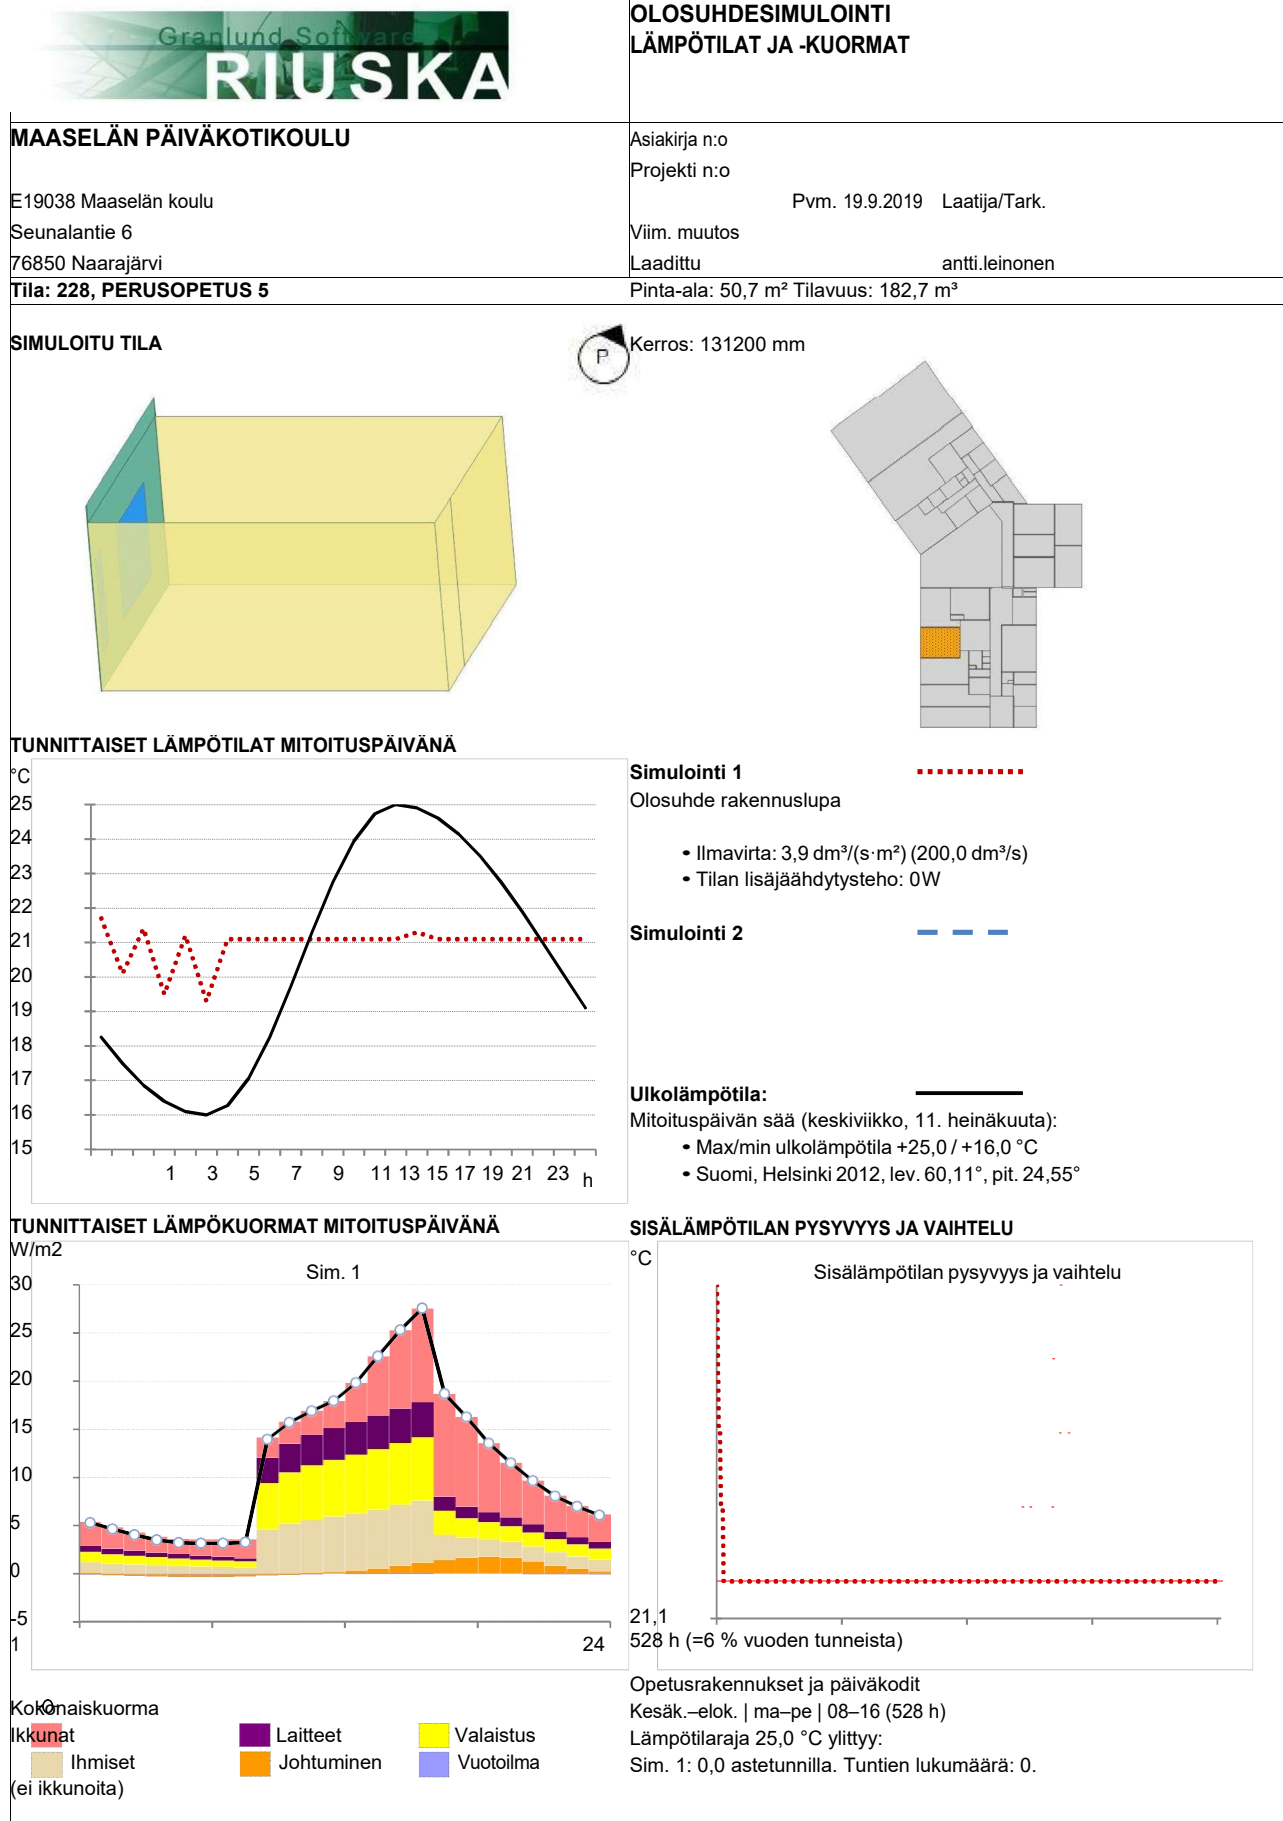 Granlund Software
RIUSKA
OLOSUHDESIMULOINTI
LÄMPÖTILAT JA -KUORMAT
MAASELÄN PÄIVÄKOTIKOULU
Asiakirja n:o
Projekti n:o
E19038 Maaselän koulu
Pvm. 19.9.2019 Laatija/Tark.
Seunalantie 6
Viim. muutos
76850 Naarajärvi
Laadittu antti.leinonen
Tila: 228, PERUSOPETUS 5
Pinta-ala: 50,7 m² Tilavuus: 182,7 m³
SIMULOITU TILA
P
Kerros: 131200 mm
TUNNITTAISET LÄMPÖTILAT MITOITUSPÄIVÄNÄ
°C
25
24
23
22
21
20
19
18
17
16
15
1 3 5 7 9 11 13 15 17 19 21 23 h
Simulointi 1
Olosuhde rakennuslupa
• Ilmavirta: 3,9 dm³/(s·m²) (200,0 dm³/s)
• Tilan lisäjäähdytysteho: 0W
Simulointi 2
Ulkolämpötila:
Mitoituspäivän sää (keskiviikko, 11. heinäkuuta):
• Max/min ulkolämpötila +25,0 / +16,0 °C
• Suomi, Helsinki 2012, lev. 60,11°, pit. 24,55°
TUNNITTAISET LÄMPÖKUORMAT MITOITUSPÄIVÄNÄ
W/m2
Sim. 1
30
25
20
15
10
5
0
-5
1 24
SISÄLÄMPÖTILAN PYSYVYYS JA VAIHTELU
°C
Sisälämpötilan pysyvyys ja vaihtelu
21,1
528 h (=6 % vuoden tunneista)
Kokonaiskuorma
Ikkunat Laitteet Valaistus
Ihmiset Johtuminen Vuotoilma
(ei ikkunoita)
Opetusrakennukset ja päiväkodit
Kesäk.–elok. | ma–pe | 08–16 (528 h)
Lämpötilaraja 25,0 °C ylittyy:
Sim. 1: 0,0 astetunnilla. Tuntien lukumäärä: 0.